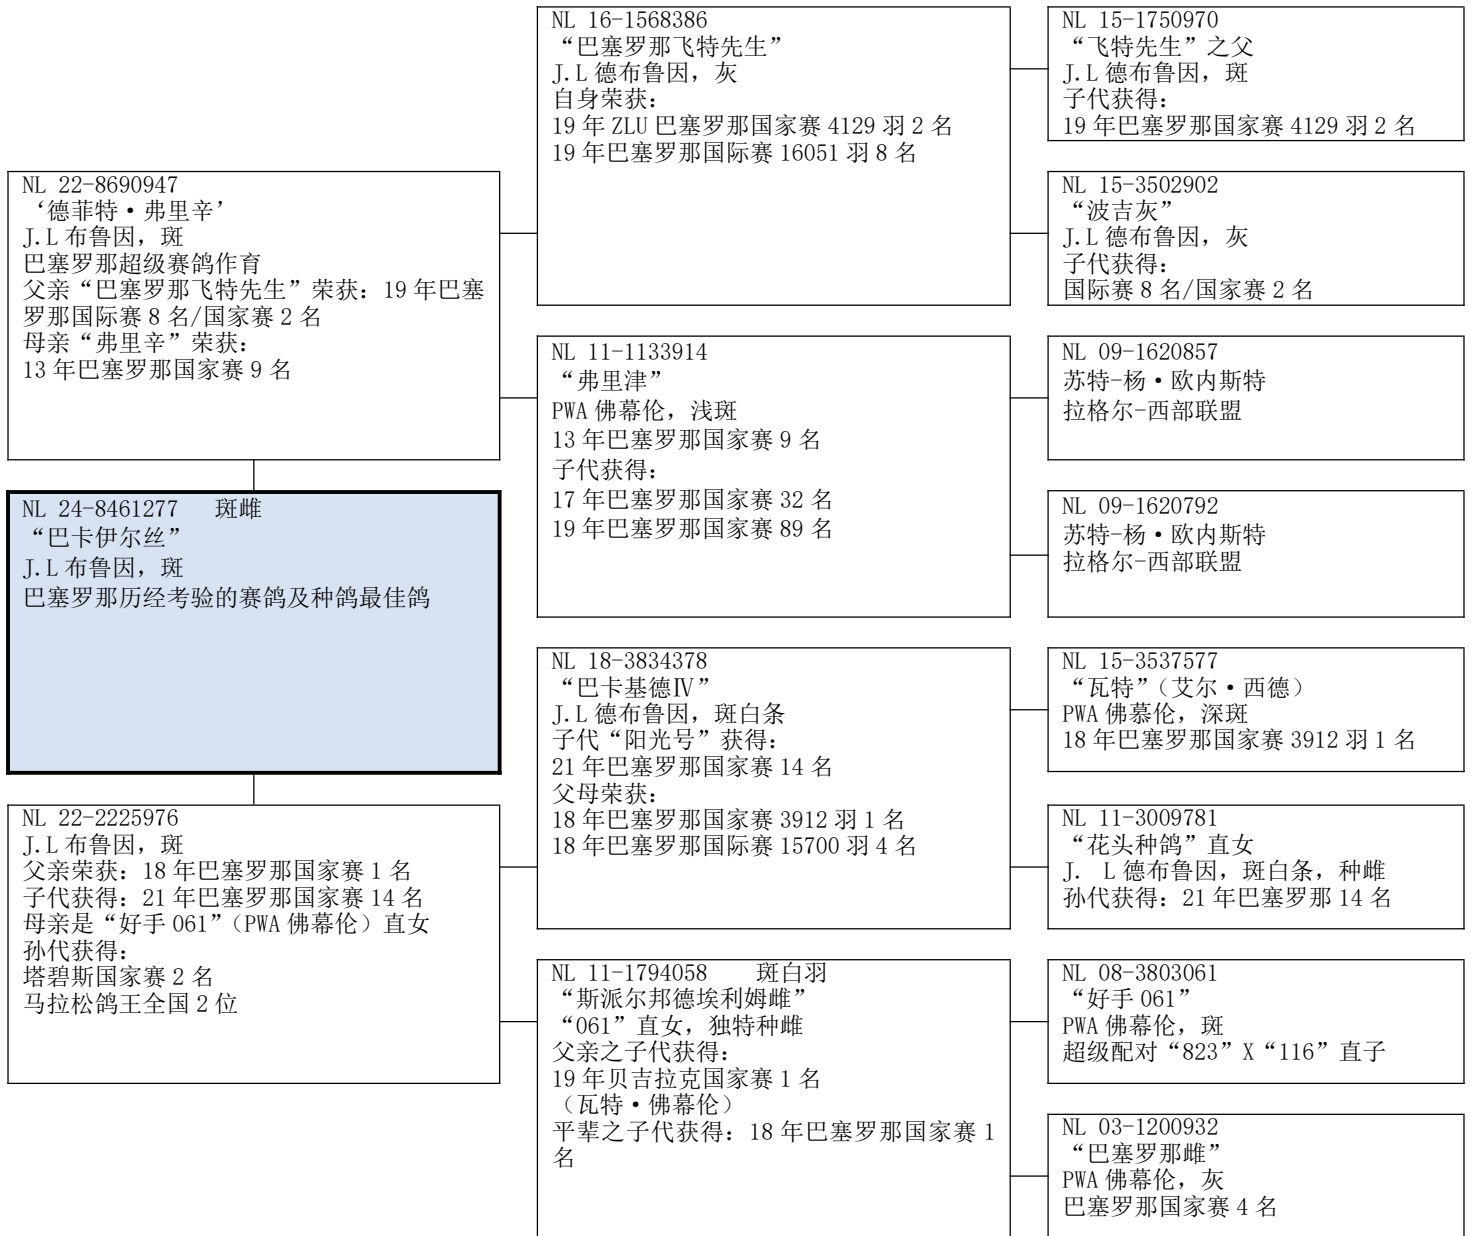 NL 16-1568386
“巴塞罗那飞特先生”
J.L 德布鲁因，灰
自身荣获：
19 年 ZLU 巴塞罗那国家赛 4129 羽 2 名
19 年巴塞罗那国际赛 16051 羽 8 名
NL 15-1750970
“飞特先生”之父
J.L 德布鲁因，斑
子代获得：
19 年巴塞罗那国家赛 4129 羽 2 名
NL 22-8690947
‘德菲特•弗里辛’
J.L 布鲁因，斑
巴塞罗那超级赛鸽作育
父亲“巴塞罗那飞特先生”荣获：19 年巴塞
罗那国际赛 8 名/国家赛 2 名
母亲“弗里辛”荣获：
13 年巴塞罗那国家赛 9 名
NL 15-3502902
“波吉灰”
J.L 德布鲁因，灰
子代获得：
国际赛 8 名/国家赛 2 名
NL 11-1133914
“弗里津”
PWA 佛幕伦，浅斑
13 年巴塞罗那国家赛 9 名
子代获得：
17 年巴塞罗那国家赛 32 名
19 年巴塞罗那国家赛 89 名
NL 09-1620857
苏特-杨•欧内斯特
拉格尔-西部联盟
NL 24-8461277 斑雌
“巴卡伊尔丝”
J.L 布鲁因，斑
巴塞罗那历经考验的赛鸽及种鸽最佳鸽
NL 09-1620792
苏特-杨•欧内斯特
拉格尔-西部联盟
NL 18-3834378
“巴卡基德Ⅳ”
J.L 德布鲁因，斑白条
子代“阳光号”获得：
21 年巴塞罗那国家赛 14 名
父母荣获：
18 年巴塞罗那国家赛 3912 羽 1 名
18 年巴塞罗那国际赛 15700 羽 4 名
NL 15-3537577
“瓦特”（艾尔•西德）
PWA 佛慕伦，深斑
18 年巴塞罗那国家赛 3912 羽 1 名
NL 22-2225976
J.L 布鲁因，斑
父亲荣获：18 年巴塞罗那国家赛 1 名
子代获得：21 年巴塞罗那国家赛 14 名
母亲是“好手 061”（PWA 佛幕伦）直女
孙代获得：
塔碧斯国家赛 2 名
马拉松鸽王全国 2 位
NL 11-3009781
“花头种鸽”直女
J. L 德布鲁因，斑白条，种雌
孙代获得：21 年巴塞罗那 14 名
NL 11-1794058 斑白羽
“斯派尔邦德埃利姆雌”
“061”直女，独特种雌
父亲之子代获得：
19 年贝吉拉克国家赛 1 名
（瓦特•佛幕伦）
平辈之子代获得：18 年巴塞罗那国家赛 1
名
NL 08-3803061
“好手 061”
PWA 佛幕伦，斑
超级配对“823”X“116”直子
NL 03-1200932
“巴塞罗那雌”
PWA 佛幕伦，灰
巴塞罗那国家赛 4 名